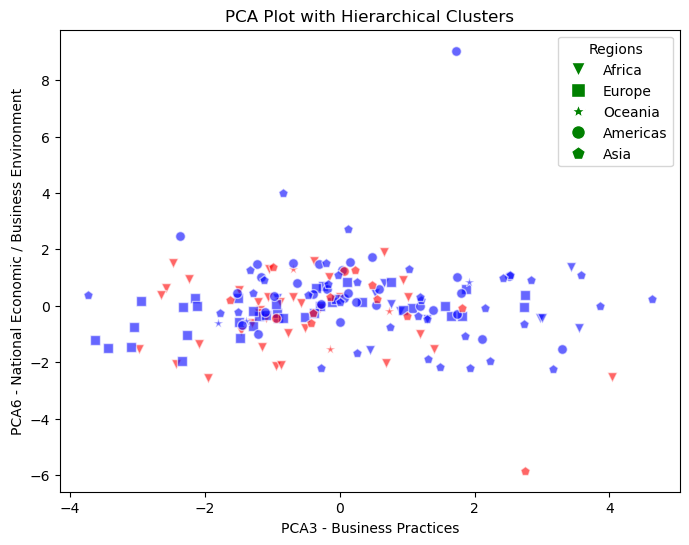 PCA Plot with Hierarchical Clusters
PCA6 - National Economic / Business Environment
8
6
4
2
0
−2
−4
−6
Regions
Africa
Europe
Oceania
Americas
Asia
−4 −2 0 2 4
PCA3 - Business Practices